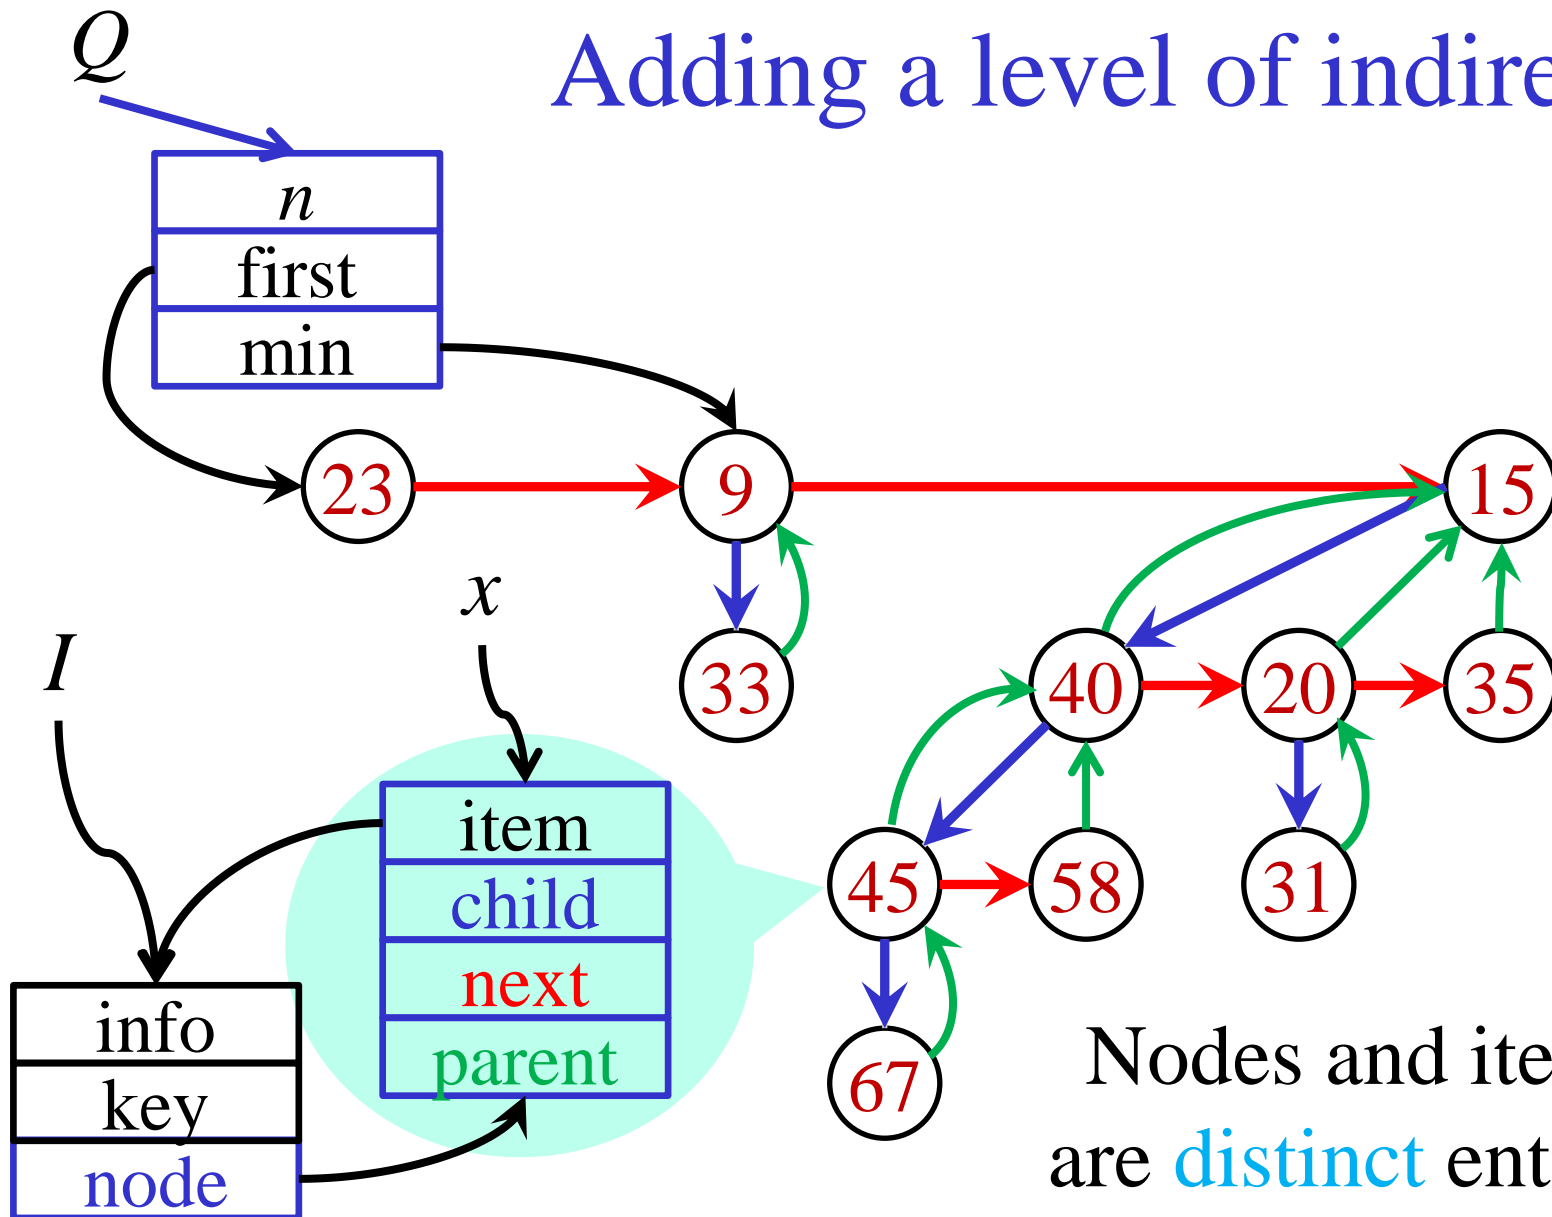 Q
Adding a level of indire
n
first
min
23
9
15
x
I
33
40
20
35
item
child
next
parent
45
58
31
info
key
node
67
Nodes and ite
are distinct ent